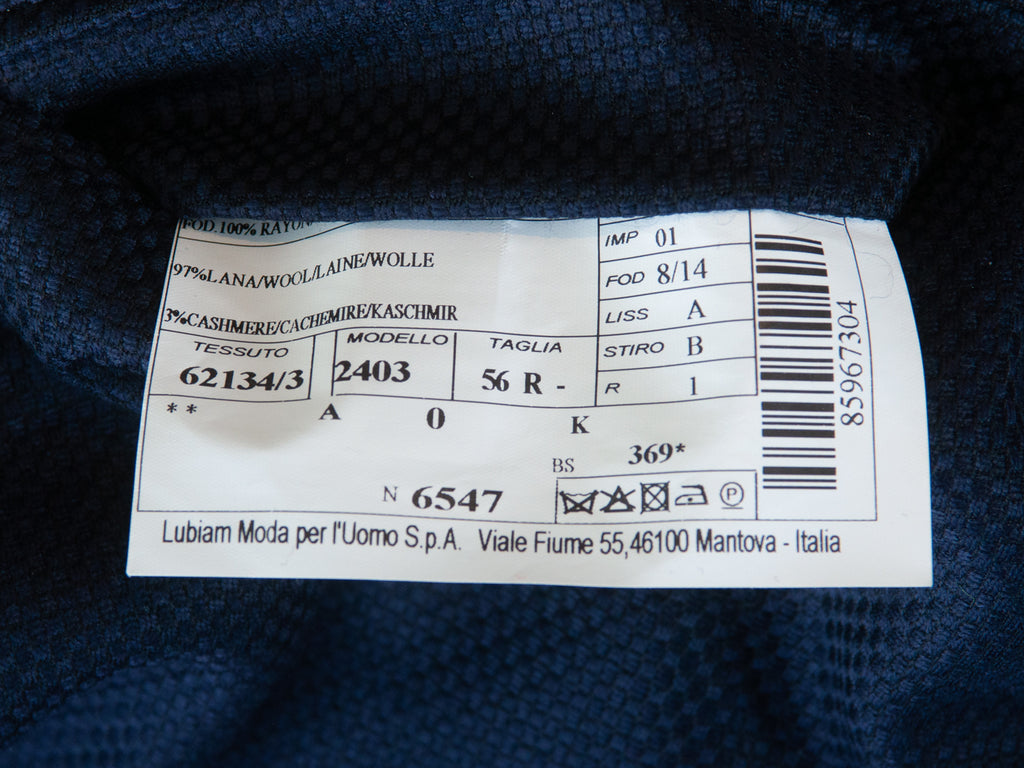 FOD.100% RAYON
97%LANA/WOOL/LAINE/WOLLE
3%CASHMERE/CACHEMIRE/KASCHMIR
IMP 01
FOD 8/14
LISS A
STIRO B
R 1
TESSUTO
62134/3
MODELLO
2403
TAGLIA
56 R -
* * A 0 K
BS 369*
N 6547
P
85967304
Lubiam Moda per l'Uomo S.p.A. Viale Fiume 55,46100 Mantova - Italia